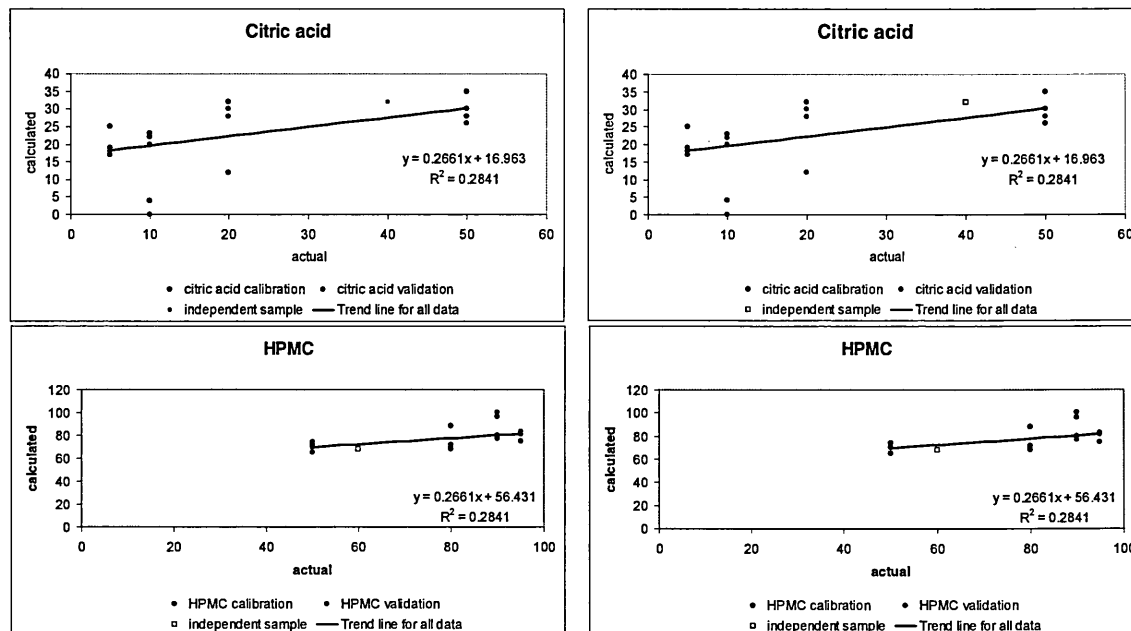 Citric acid
calculated
40
35
30
25
20
15
10
5
0
y = 0.2661x + 16.963
R² = 0.2841
0 10 20 30 40 50 60
actual
citric acid calibration citric acid validation
independent sample Trend line for all data
Citric acid
calculated
40
35
30
25
20
15
10
5
0
y = 0.2661x + 16.963
R² = 0.2841
0 10 20 30 40 50 60
actual
citric acid calibration citric acid validation
independent sample Trend line for all data
HPMC
calculated
120
100
80
60
40
20
0
y = 0.2661x + 56.431
R² = 0.2841
0 20 40 60 80 100
actual
HPMC calibration HPMC validation
independent sample Trend line for all data
HPMC
calculated
120
100
80
60
40
20
0
y = 0.2661x + 56.431
R² = 0.2841
0 20 40 60 80 100
actual
HPMC calibration HPMC validation
independent sample Trend line for all data